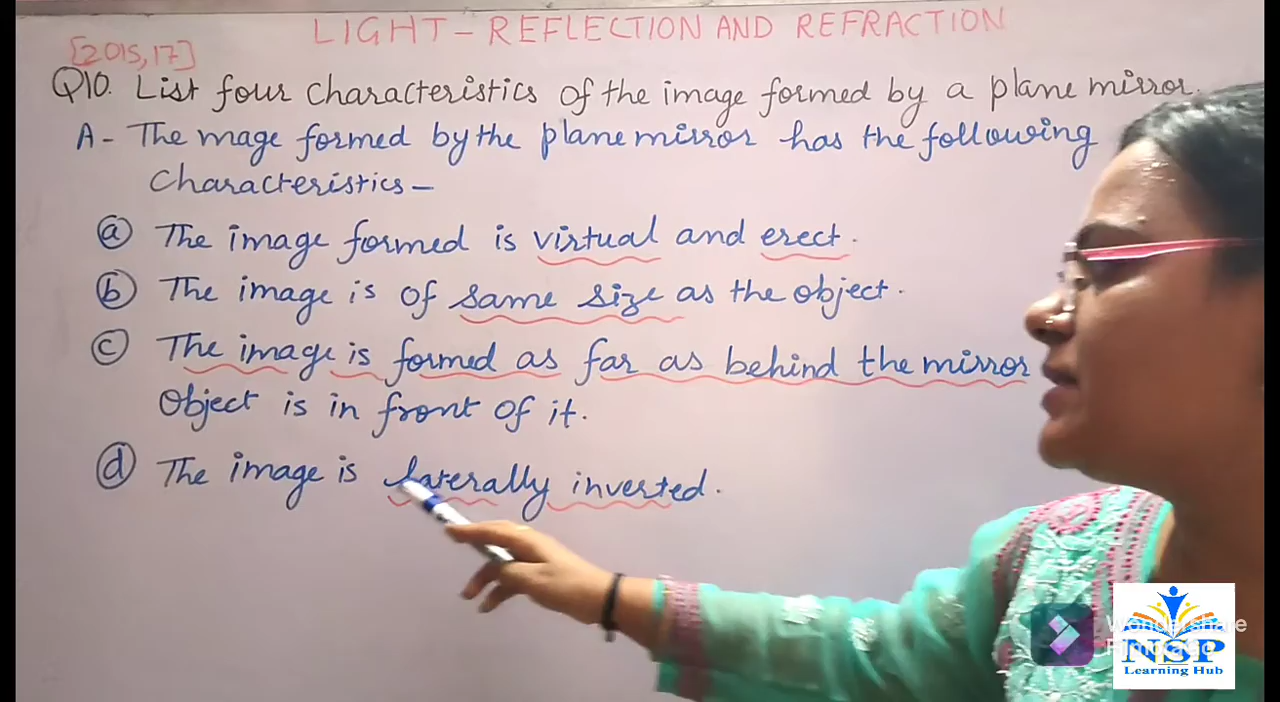 LIGHT - REFLECTION AND REFRACTION
[2015,17]
Q10. List four characteristics of the image formed by a plane mirror.
A - The mage formed by the plane mirror has the following
characteristics -
(a) The image formed is virtual and erect.
(b) The image is of same size as the object.
(c) The image is formed as far as behind the mirror
Object is in front of it.
(d) The image is laterally inverted.
Wondershare
Filmora
NSP
Learning Hub